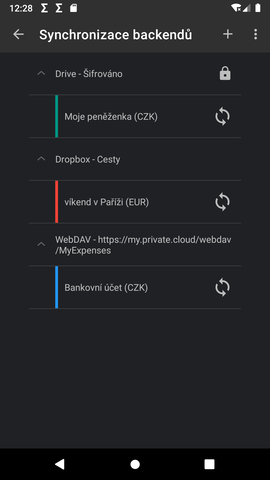 12:28
Synchronizace backendů
Drive - Šifrováno
Moje peněženka (CZK)
Dropbox - Cesty
víkend v Paříži (EUR)
WebDAV - https://my.private.cloud/webdav
/MyExpenses
Bankovní účet (CZK)